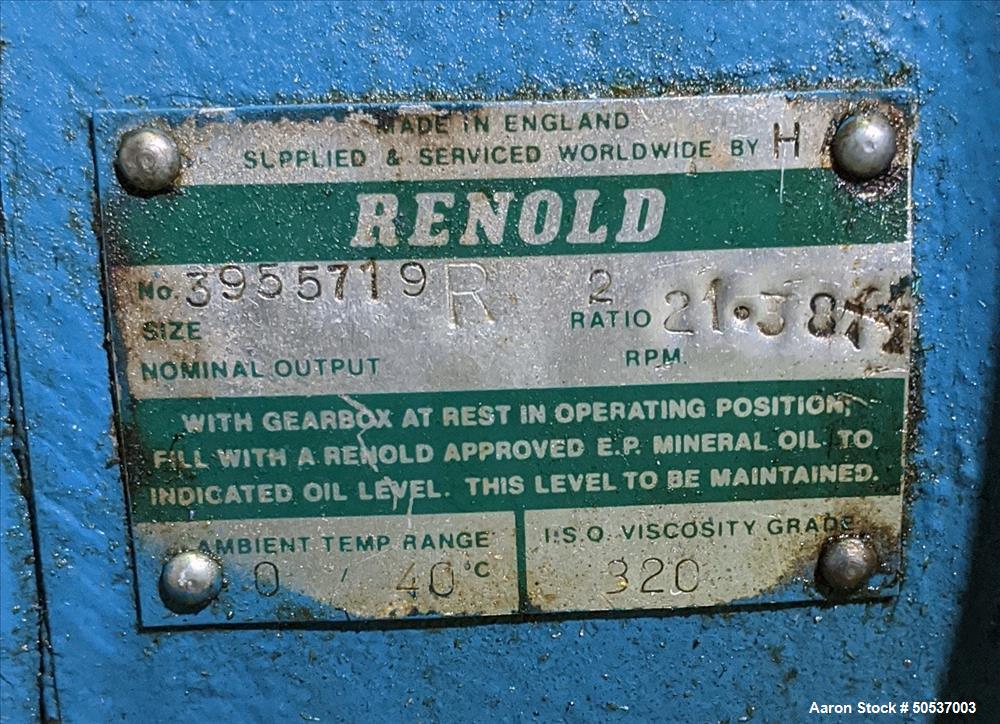 MADE IN ENGLAND
SUPPLIED & SERVICED WORLDWIDE BY H
RENOLD
No. 3955719 R 2
SIZE RATIO 21.38
NOMINAL OUTPUT RPM.
WITH GEARBOX AT REST IN OPERATING POSITION,
FILL WITH A RENOLD APPROVED E.P. MINERAL OIL TO
INDICATED OIL LEVEL. THIS LEVEL TO BE MAINTAINED.
AMBIENT TEMP RANGE I.S.O. VISCOSITY GRADE
0 / 40 °C 320
Aaron Stock # 50537003